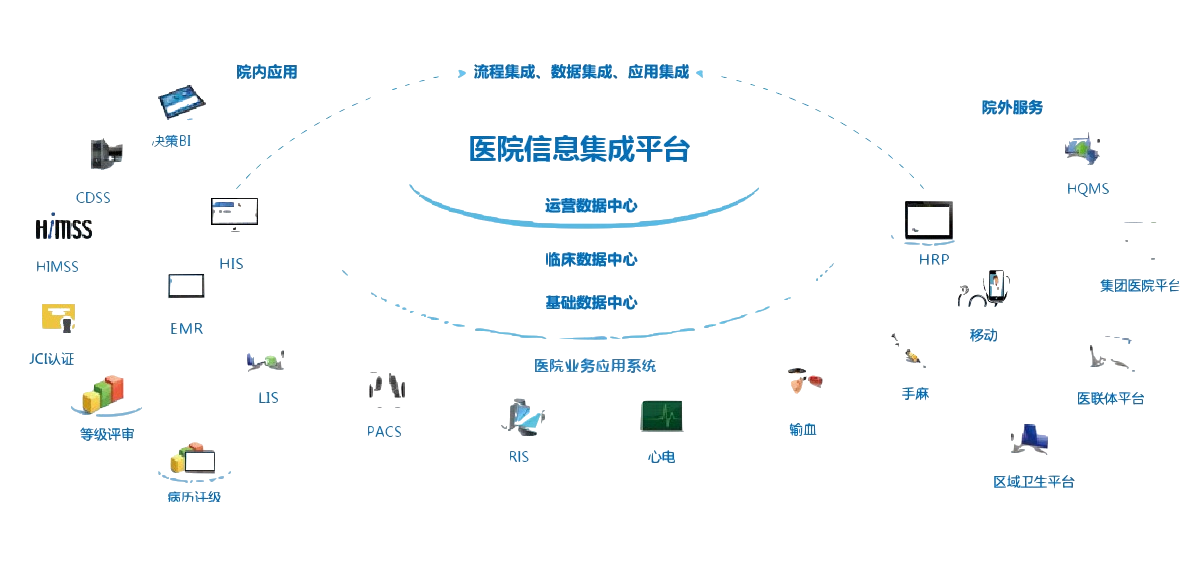 院内应用
流程集成、数据集成、应用集成
院外服务
决策BI
医院信息集成平台
CDSS
HQMS
运营数据中心
HiMSS
HIMSS
HIS
临床数据中心
HRP
集团医院平台
基础数据中心
EMR
移动
JCI认证
医院业务应用系统
LIS
手麻
医联体平台
等级评审
PACS
RIS
心电
输血
区域卫生平台
病历评级